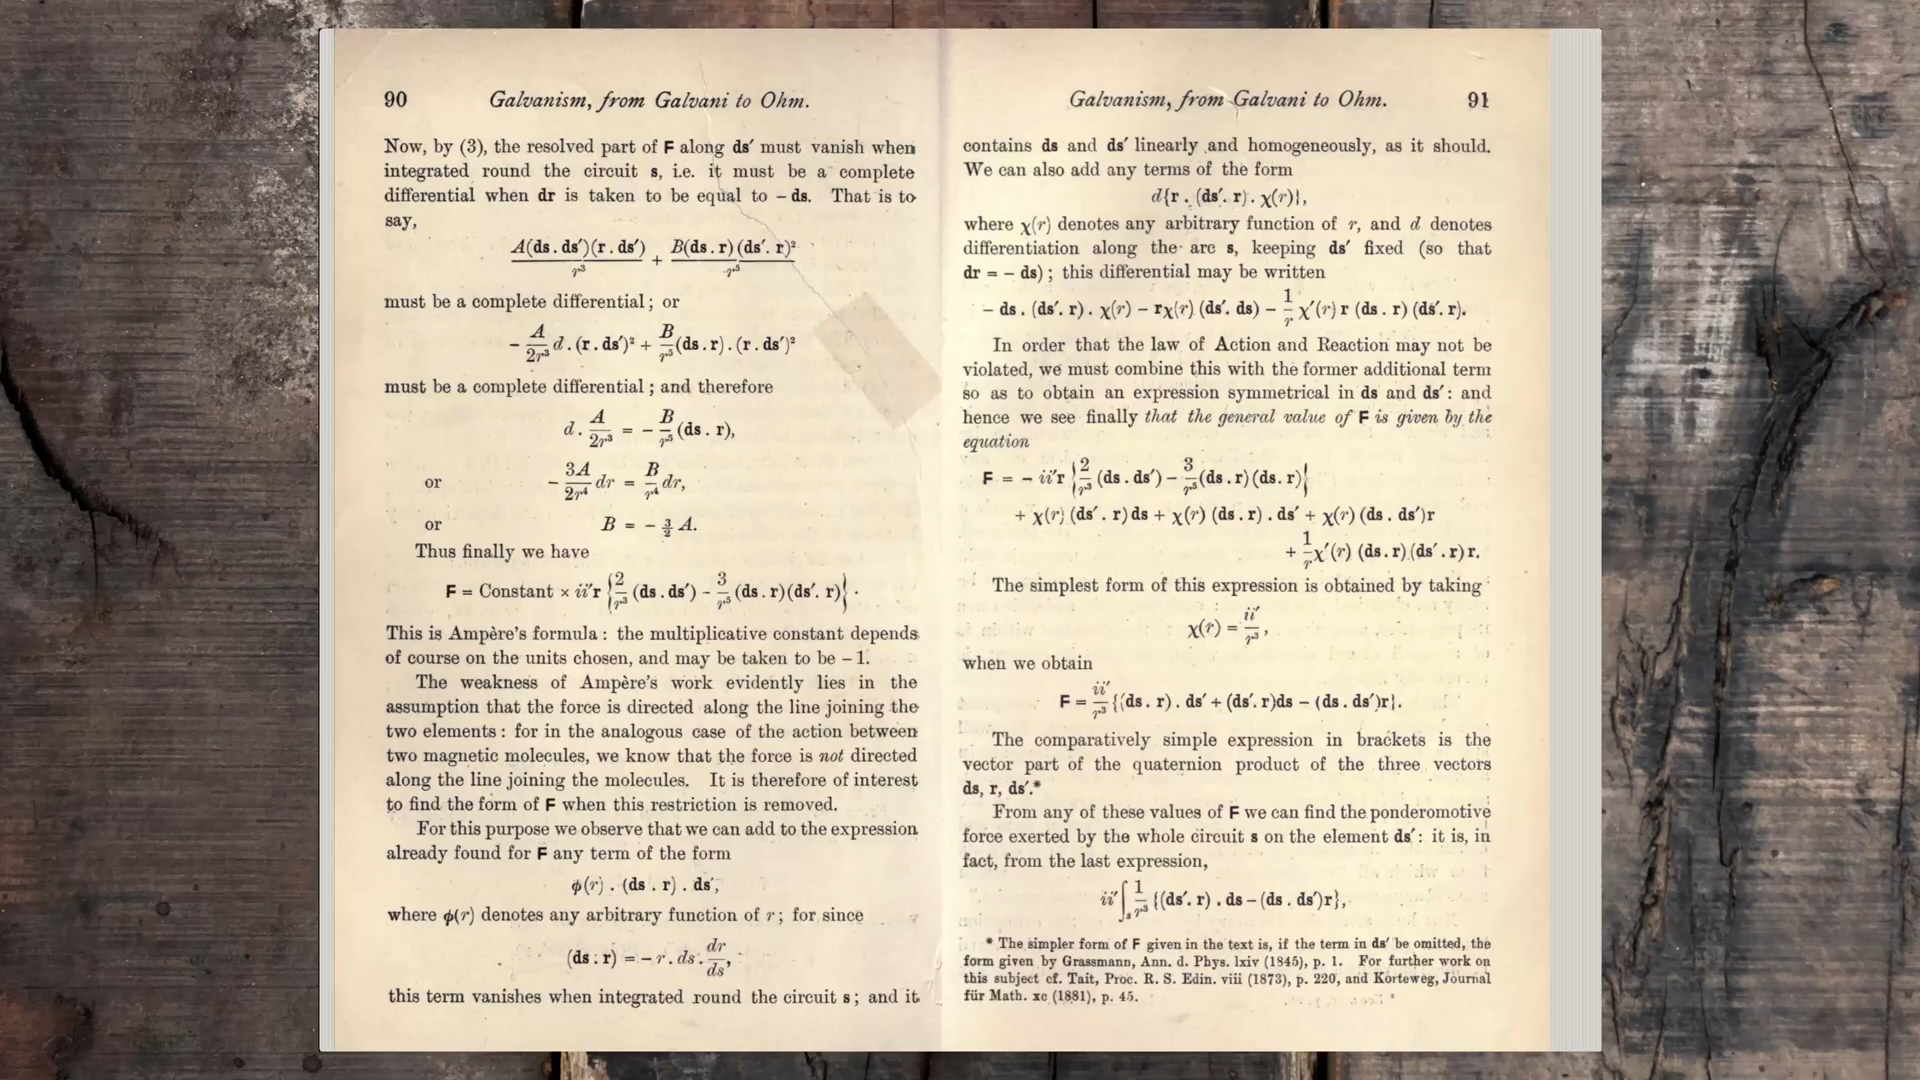 90 Galvanism, from Galvani to Ohm.
Now, by (3), the resolved part of F along ds′ must vanish when
integrated round the circuit s, i.e. it must be a complete
differential when dr is taken to be equal to − ds. That is to
say,
A(ds . ds′)(r . ds′)/r³ + B(ds . r)(ds′. r)²/r⁵
must be a complete differential ; or
− A/2r³ d . (r . ds′)² + B/r⁵ (ds . r) . (r . ds′)²
must be a complete differential ; and therefore
d . A/2r³ = − B/r⁵ (ds . r),
or − 3A/2r⁴ dr = B/r⁴ dr,
or B = − 3/2 A.
Thus finally we have
F = Constant × ii′r {2/r³ (ds . ds′) − 3/r⁵ (ds . r)(ds′. r)} .
This is Ampère's formula : the multiplicative constant depends
of course on the units chosen, and may be taken to be − 1.
The weakness of Ampère's work evidently lies in the
assumption that the force is directed along the line joining the
two elements : for in the analogous case of the action between
two magnetic molecules, we know that the force is not directed
along the line joining the molecules. It is therefore of interest
to find the form of F when this restriction is removed.
For this purpose we observe that we can add to the expression
already found for F any term of the form
ϕ(r) . (ds . r) . ds′,
where ϕ(r) denotes any arbitrary function of r ; for since
(ds . r) = − r . ds . dr/ds,
this term vanishes when integrated round the circuit s ; and it
Galvanism, from Galvani to Ohm. 91
contains ds and ds′ linearly and homogeneously, as it should.
We can also add any terms of the form
d{r . (ds′. r) . χ(r)},
where χ(r) denotes any arbitrary function of r, and d denotes
differentiation along the arc s, keeping ds′ fixed (so that
dr = − ds) ; this differential may be written
− ds . (ds′. r) . χ(r) − rχ(r) (ds′. ds) − 1/r χ′(r) r (ds . r) (ds′. r).
In order that the law of Action and Reaction may not be
violated, we must combine this with the former additional term
so as to obtain an expression symmetrical in ds and ds′ : and
hence we see finally that the general value of F is given by the
equation
F = − ii′r {2/r³ (ds . ds′) − 3/r⁵ (ds . r) (ds. r)}
+ χ(r) (ds′ . r) ds + χ(r) (ds . r) . ds′ + χ(r) (ds . ds′)r
+ 1/r χ′(r) (ds . r) (ds′ . r) r.
The simplest form of this expression is obtained by taking
χ(r) = ii′/r³,
when we obtain
F = ii′/r³ {(ds . r) . ds′ + (ds′. r)ds − (ds . ds′)r}.
The comparatively simple expression in brackets is the
vector part of the quaternion product of the three vectors
ds, r, ds′.*
From any of these values of F we can find the ponderomotive
force exerted by the whole circuit s on the element ds′ : it is, in
fact, from the last expression,
ii′∫ₛ 1/r³ {(ds′. r) . ds − (ds . ds′)r},
* The simpler form of F given in the text is, if the term in ds′ be omitted, the
form given by Grassmann, Ann. d. Phys. lxiv (1845), p. 1. For further work on
this subject cf. Tait, Proc. R. S. Edin. viii (1873), p. 220, and Korteweg, Journal
für Math. xc (1881), p. 45.